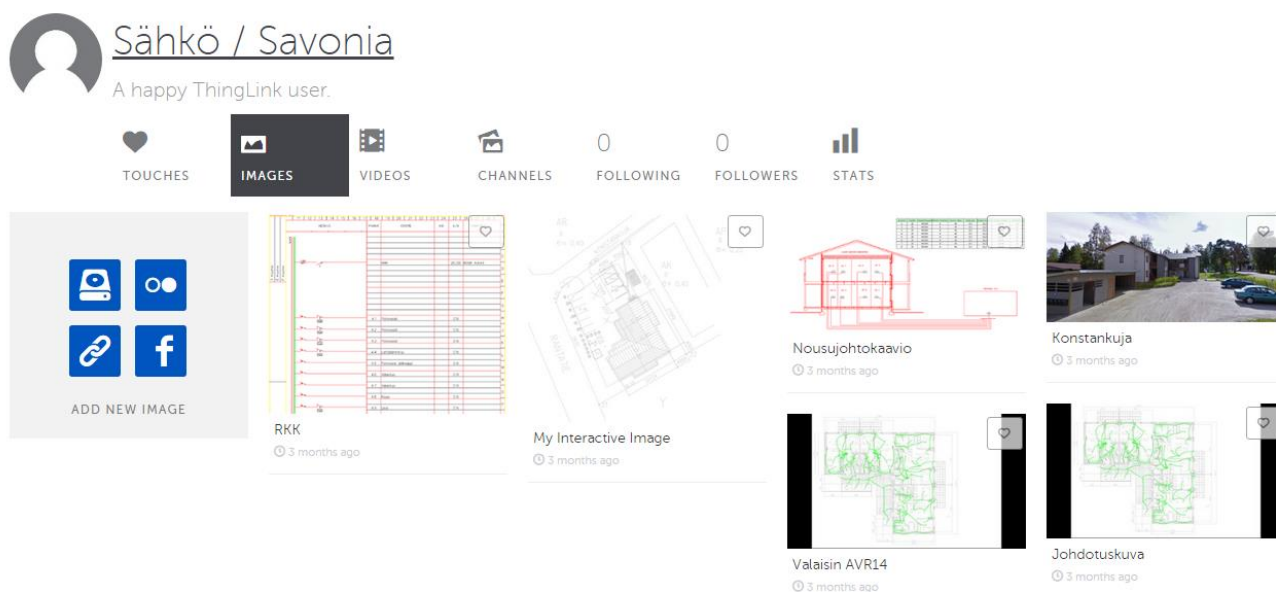 Sähkö / Savonia
A happy ThingLink user.
TOUCHES
IMAGES
VIDEOS
CHANNELS
0
FOLLOWING
0
FOLLOWERS
STATS
ADD NEW IMAGE
RKK
3 months ago
My Interactive Image
3 months ago
Nousujohtokaavio
3 months ago
Konstankuja
3 months ago
Valaisin AVR14
3 months ago
Johdotuskuva
3 months ago